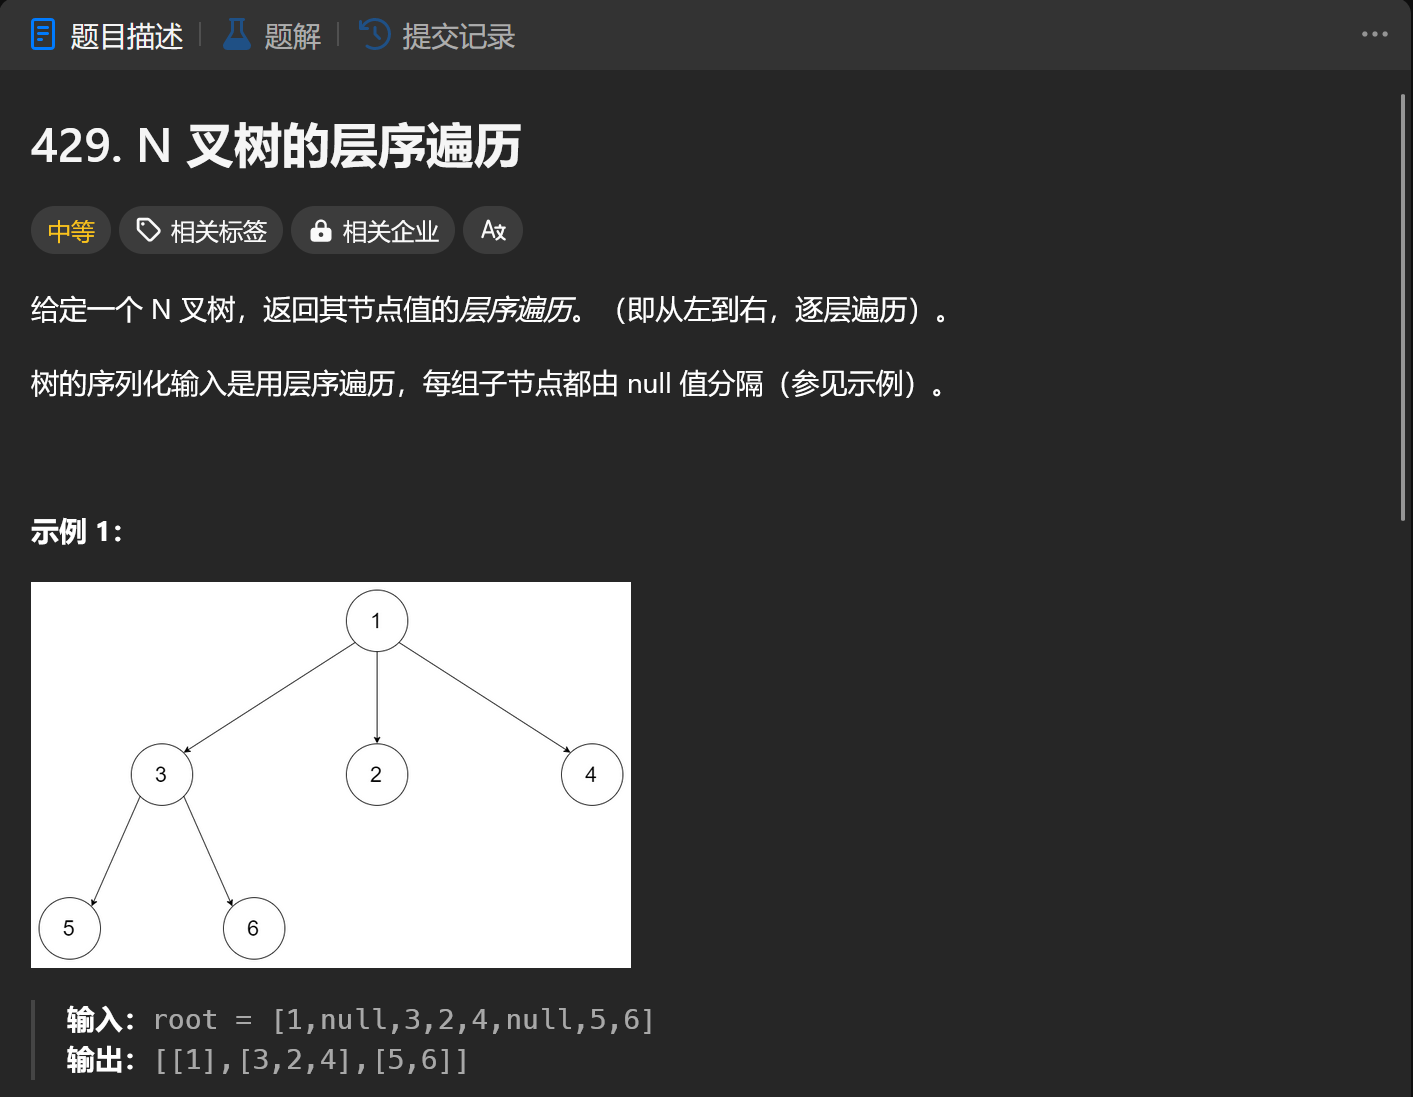 题目描述 | 题解 | 提交记录
429. N 叉树的层序遍历
中等 相关标签 相关企业 A文
给定一个 N 叉树，返回其节点值的层序遍历。（即从左到右，逐层遍历）。
树的序列化输入是用层序遍历，每组子节点都由 null 值分隔（参见示例）。
示例 1：
1
3 2 4
5 6
输入：root = [1,null,3,2,4,null,5,6]
输出：[[1],[3,2,4],[5,6]]